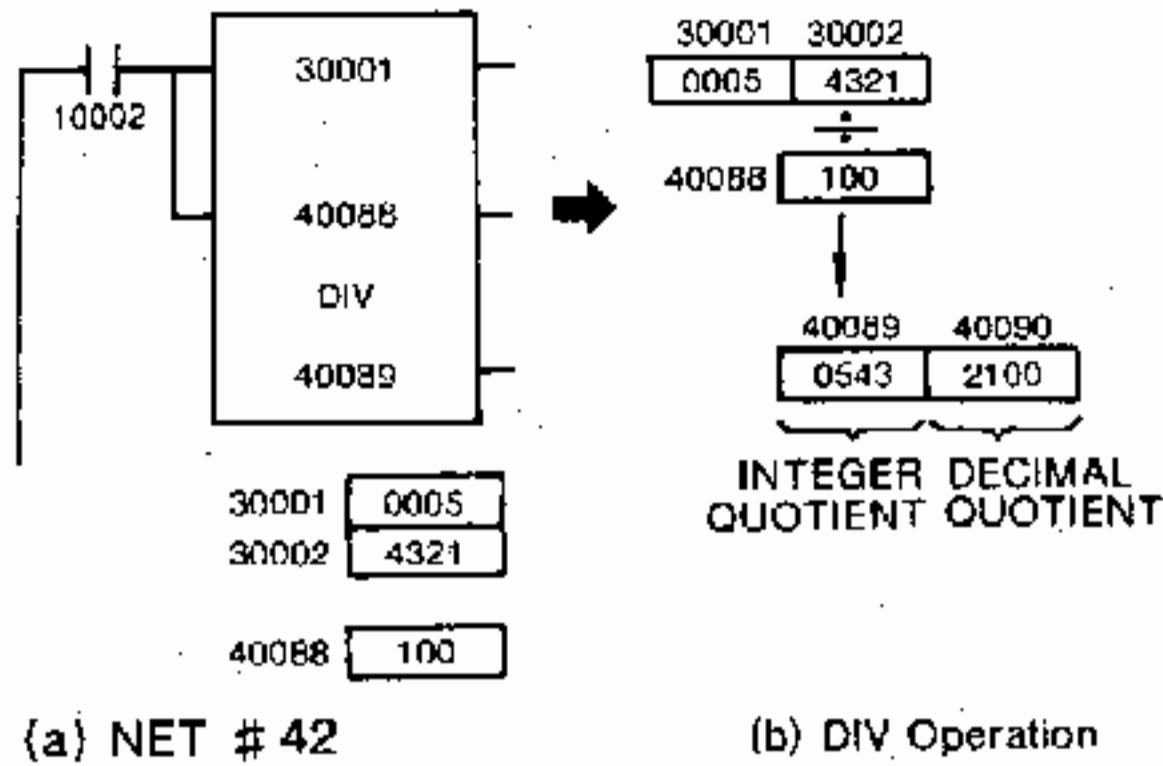 30001
10002
40088
DIV
40089
30001 0005
30002 4321
40088 100
(a) NET # 42
30001 30002
0005 4321
÷
40088 100
40089 40090
0543 2100
INTEGER DECIMAL
QUOTIENT QUOTIENT
(b) DIV Operation